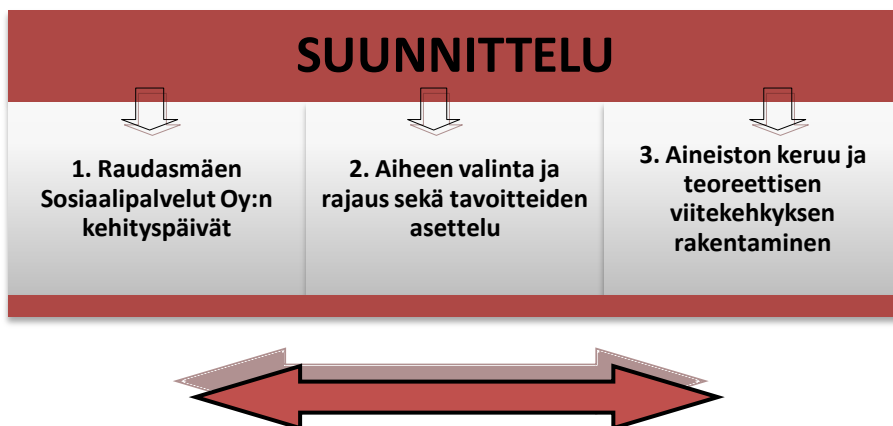 SUUNNITTELU
1. Raudasmäen
Sosiaalipalvelut Oy:n
kehityspäivät
2. Aiheen valinta ja
rajaus sekä tavoitteiden
asettelu
3. Aineiston keruu ja
teoreettisen
viitekehkyksen
rakentaminen